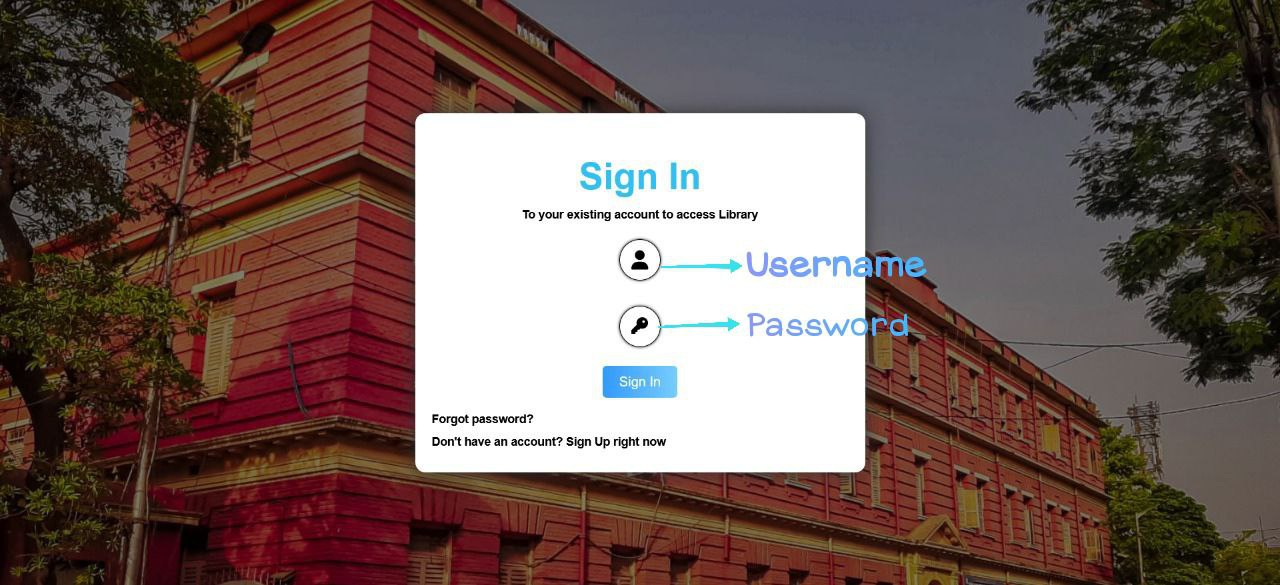 Sign In
To your existing account to access Library
Username
Password
Sign In
Forgot password?
Don't have an account? Sign Up right now